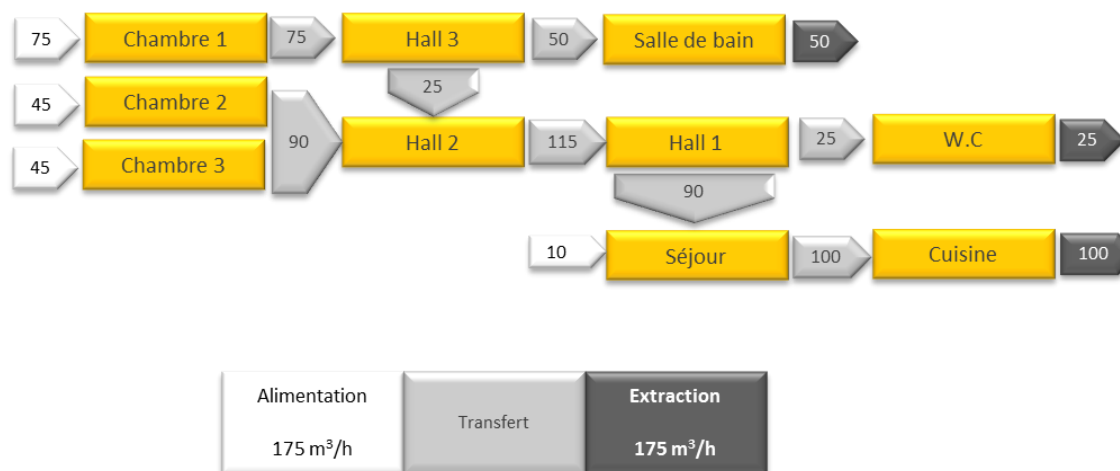 75 Chambre 1 75 Hall 3 50 Salle de bain 50
45 Chambre 2 25
45 Chambre 3 90 Hall 2 115 Hall 1 25 W.C 25
90
10 Séjour 100 Cuisine 100
Alimentation Transfert Extraction
175 m³/h 175 m³/h